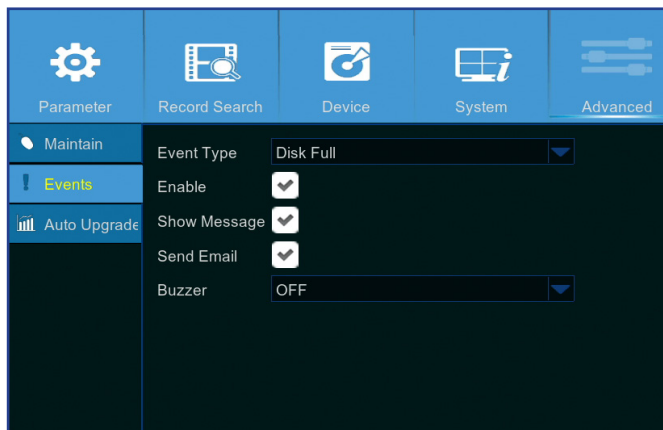 Parameter Record Search Device System Advanced
Maintain
Events
Auto Upgrade
Event Type Disk Full
Enable
Show Message
Send Email
Buzzer OFF